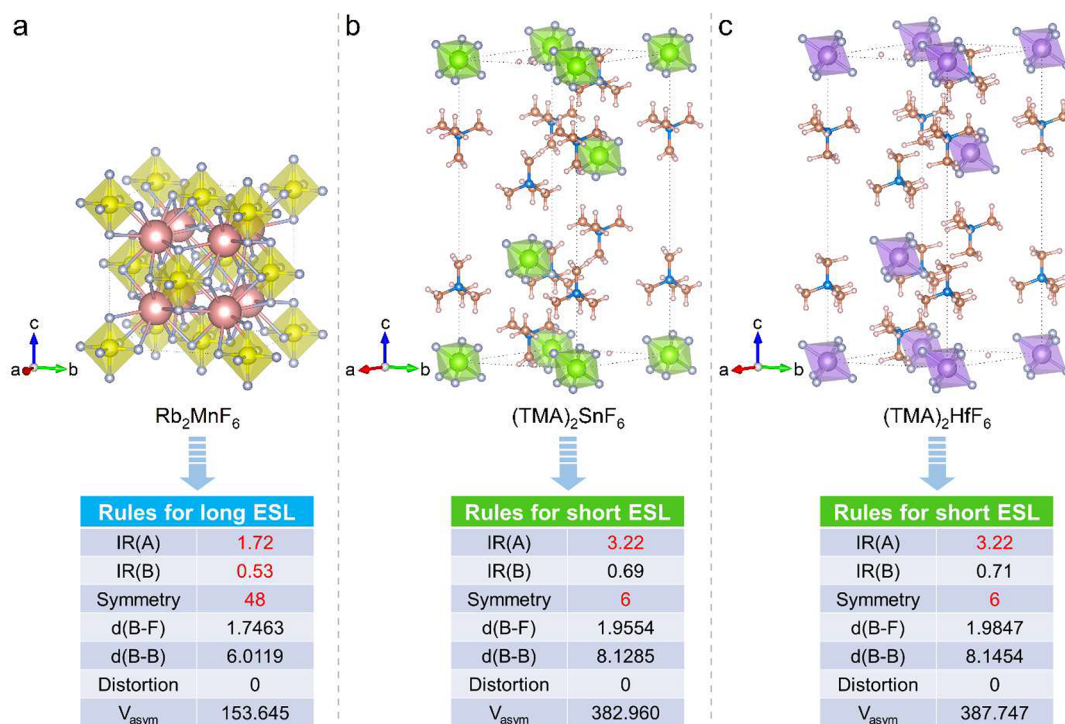 a
c
a
b
Rb₂MnF₆
Rules for long ESL
IR(A) 1.72
IR(B) 0.53
Symmetry 48
d(B-F) 1.7463
d(B-B) 6.0119
Distortion 0
Vasym 153.645
b
c
a
b
(TMA)₂SnF₆
Rules for short ESL
IR(A) 3.22
IR(B) 0.69
Symmetry 6
d(B-F) 1.9554
d(B-B) 8.1285
Distortion 0
Vasym 382.960
c
c
a
b
(TMA)₂HfF₆
Rules for short ESL
IR(A) 3.22
IR(B) 0.71
Symmetry 6
d(B-F) 1.9847
d(B-B) 8.1454
Distortion 0
Vasym 387.747